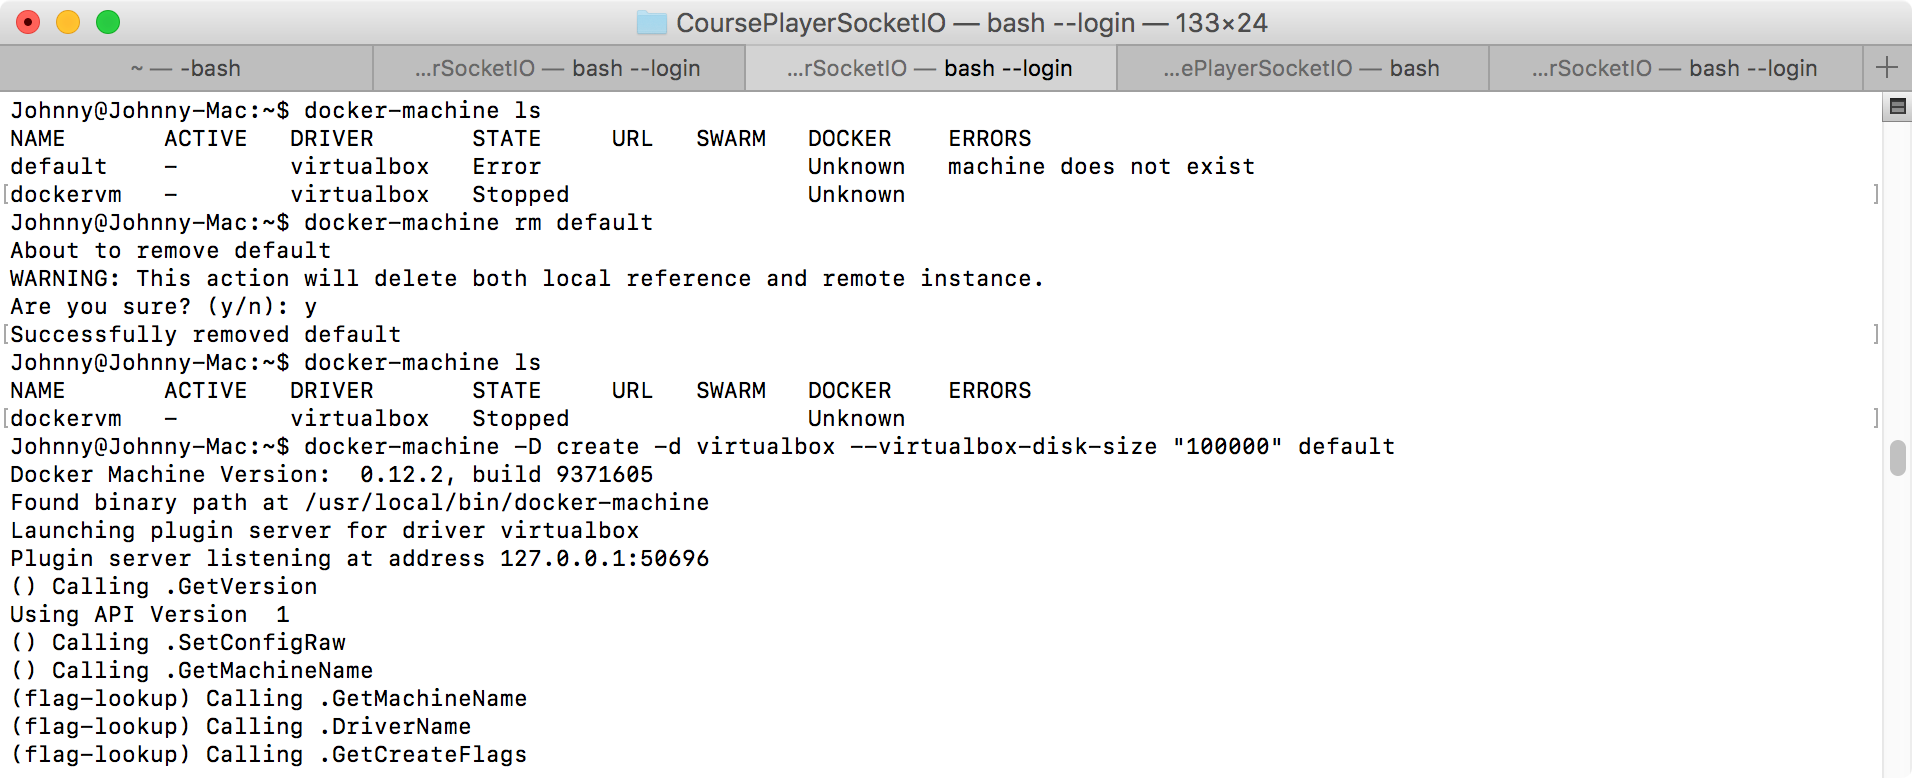 CoursePlayerSocketIO — bash --login — 133×24
~ — -bash
...rSocketIO — bash --login
...rSocketIO — bash --login
...ePlayerSocketIO — bash
...rSocketIO — bash --login
Johnny@Johnny-Mac:~$ docker-machine ls
NAME       ACTIVE   DRIVER       STATE     URL   SWARM   DOCKER    ERRORS
default    -        virtualbox   Error                   Unknown   machine does not exist
[dockervm   -        virtualbox   Stopped                 Unknown ]
Johnny@Johnny-Mac:~$ docker-machine rm default
About to remove default
WARNING: This action will delete both local reference and remote instance.
Are you sure? (y/n): y
[Successfully removed default ]
Johnny@Johnny-Mac:~$ docker-machine ls
NAME       ACTIVE   DRIVER       STATE     URL   SWARM   DOCKER    ERRORS
[dockervm   -        virtualbox   Stopped                 Unknown ]
Johnny@Johnny-Mac:~$ docker-machine -D create -d virtualbox --virtualbox-disk-size "100000" default
Docker Machine Version:  0.12.2, build 9371605
Found binary path at /usr/local/bin/docker-machine
Launching plugin server for driver virtualbox
Plugin server listening at address 127.0.0.1:50696
() Calling .GetVersion
Using API Version  1
() Calling .SetConfigRaw
() Calling .GetMachineName
(flag-lookup) Calling .GetMachineName
(flag-lookup) Calling .DriverName
(flag-lookup) Calling .GetCreateFlags